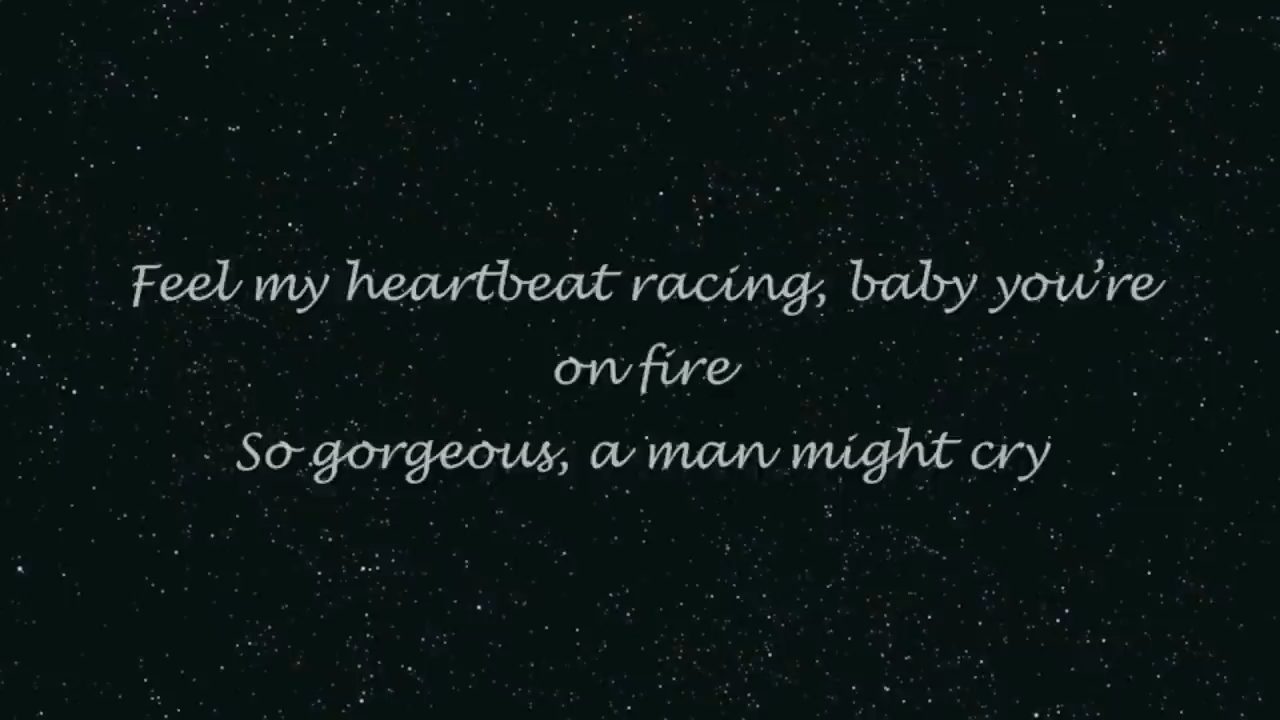 Feel my heartbeat racing, baby you’re
on fire
So gorgeous, a man might cry